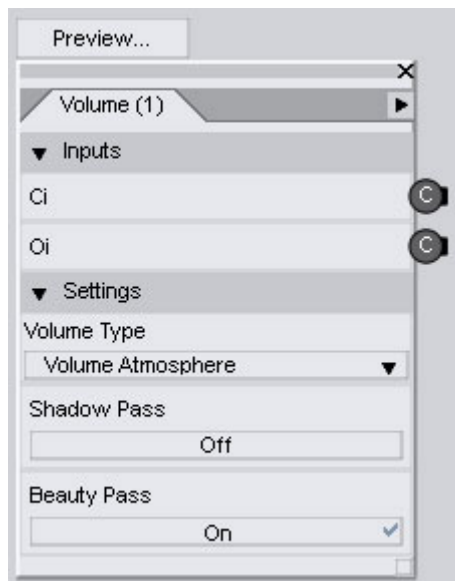 Preview...
Volume (1)
Inputs
Ci
C
Oi
C
Settings
Volume Type
Volume Atmosphere
Shadow Pass
Off
Beauty Pass
On